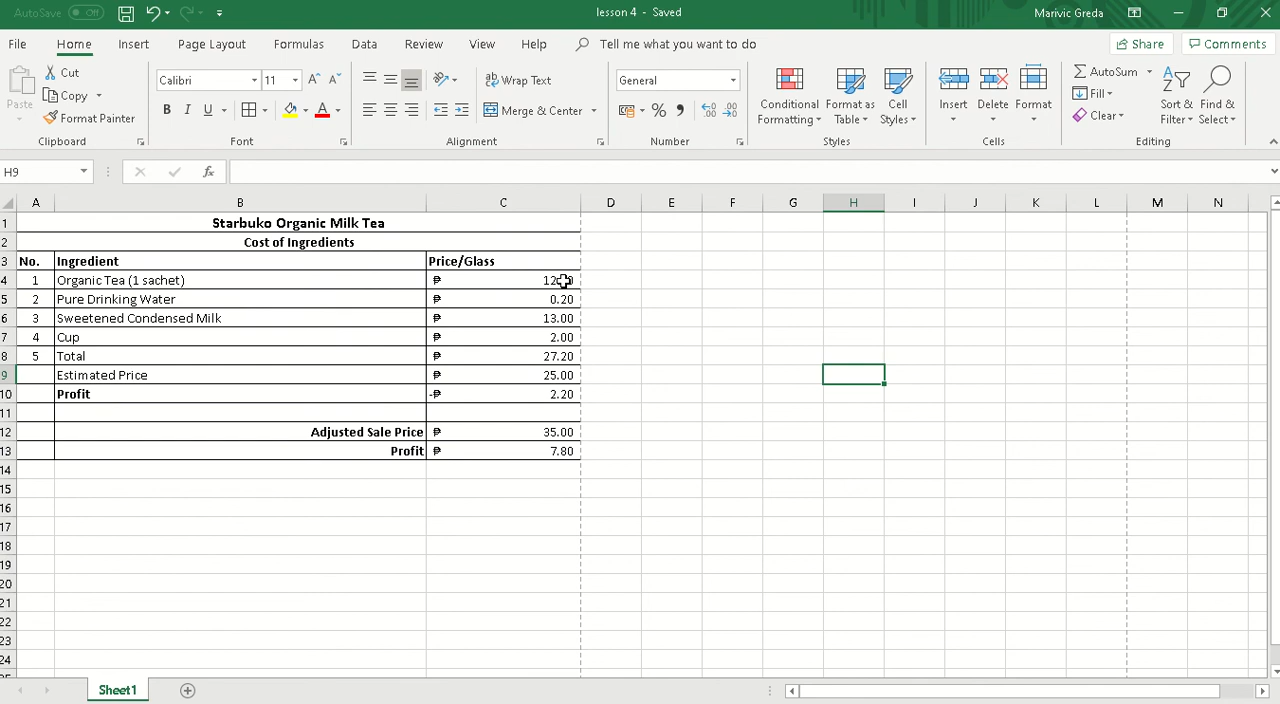 AutoSave Off lesson 4 - Saved Marivic Greda
File Home Insert Page Layout Formulas Data Review View Help Tell me what you want to do Share Comments
Paste Cut Copy Format Painter
Calibri 11 A A
B I U A
Wrap Text
Merge & Center
General
% ,
Conditional Formatting
Format as Table
Cell Styles
Insert Delete Format
AutoSum Fill Clear
Sort & Filter
Find & Select
Clipboard Font Alignment Number Styles Cells Editing
H9 fx
A B C D E F G H I J K L M N
1 Starbuko Organic Milk Tea
2 Cost of Ingredients
3 No. Ingredient Price/Glass
4 1 Organic Tea (1 sachet) ₱
5 2 Pure Drinking Water ₱ 0.20
6 3 Sweetened Condensed Milk ₱ 13.00
7 4 Cup ₱ 2.00
8 5 Total ₱ 27.20
9 Estimated Price ₱ 25.00
10 Profit -₱ 2.20
11
12 Adjusted Sale Price ₱ 35.00
13 Profit ₱ 7.80
14
15
16
17
18
19
20
21
22
23
24
Sheet1